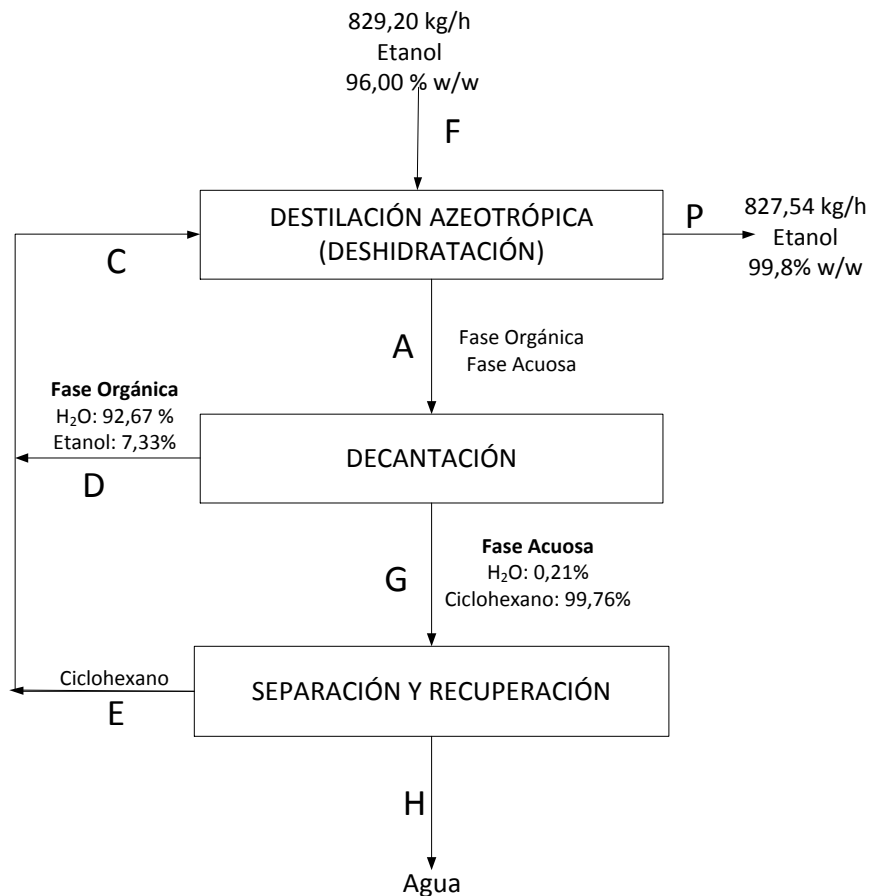 829,20 kg/h
Etanol
96,00 % w/w
F
DESTILACIÓN AZEOTRÓPICA
(DESHIDRATACIÓN)
P
827,54 kg/h
Etanol
99,8% w/w
C
A
Fase Orgánica
Fase Acuosa
Fase Orgánica
H₂O: 92,67 %
Etanol: 7,33%
D
DECANTACIÓN
G
Fase Acuosa
H₂O: 0,21%
Ciclohexano: 99,76%
Ciclohexano
E
SEPARACIÓN Y RECUPERACIÓN
H
Agua